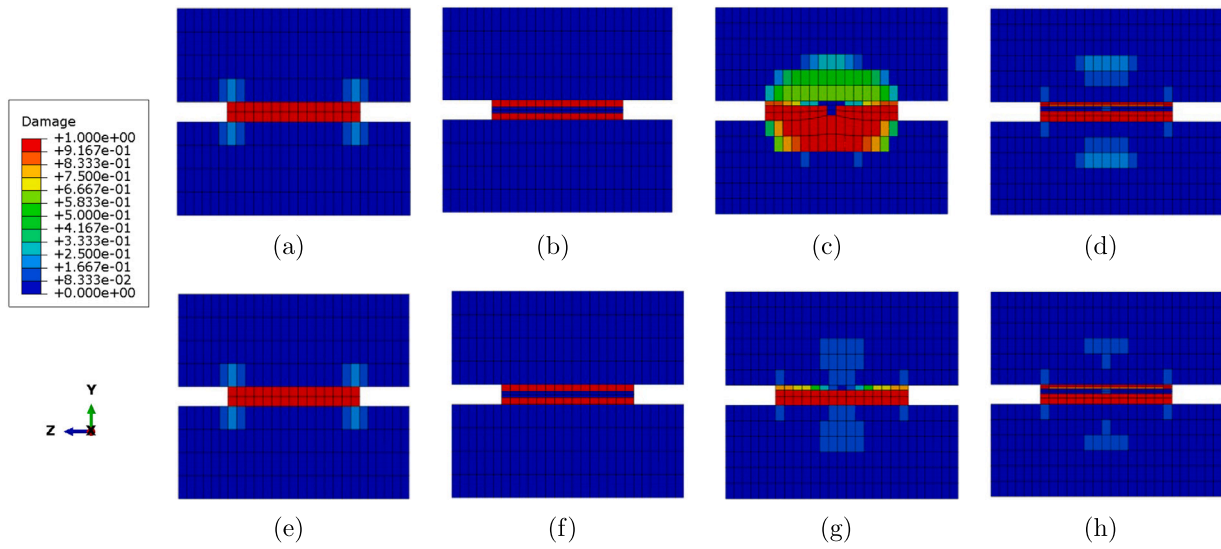 Damage
+1.000e+00
+9.167e-01
+8.333e-01
+7.500e-01
+6.667e-01
+5.833e-01
+5.000e-01
+4.167e-01
+3.333e-01
+2.500e-01
+1.667e-01
+8.333e-02
+0.000e+00
(a)
(b)
(c)
(d)
Y
Z
X
(e)
(f)
(g)
(h)